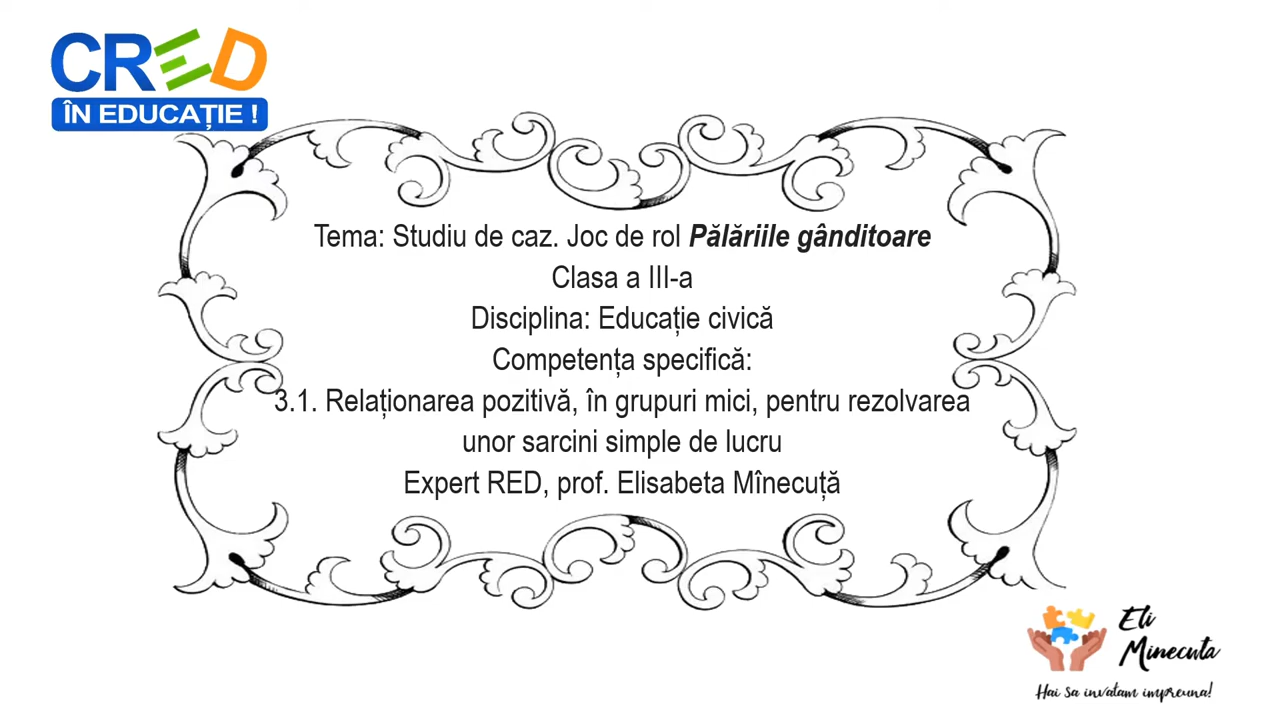 CRED
ÎN EDUCAȚIE !
Tema: Studiu de caz. Joc de rol Pălăriile gânditoare
Clasa a III-a
Disciplina: Educație civică
Competența specifică:
3.1. Relaționarea pozitivă, în grupuri mici, pentru rezolvarea
unor sarcini simple de lucru
Expert RED, prof. Elisabeta Mînecuță
Eli
Minecuta
Hai sa invatam impreuna!